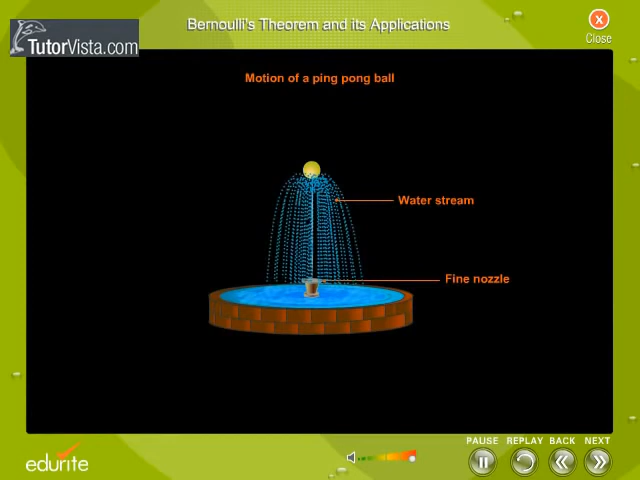 Bernoulli's Theorem and its Applications
X
Close
TutorVista.com
Motion of a ping pong ball
Water stream
Fine nozzle
PAUSE REPLAY BACK NEXT
edurite